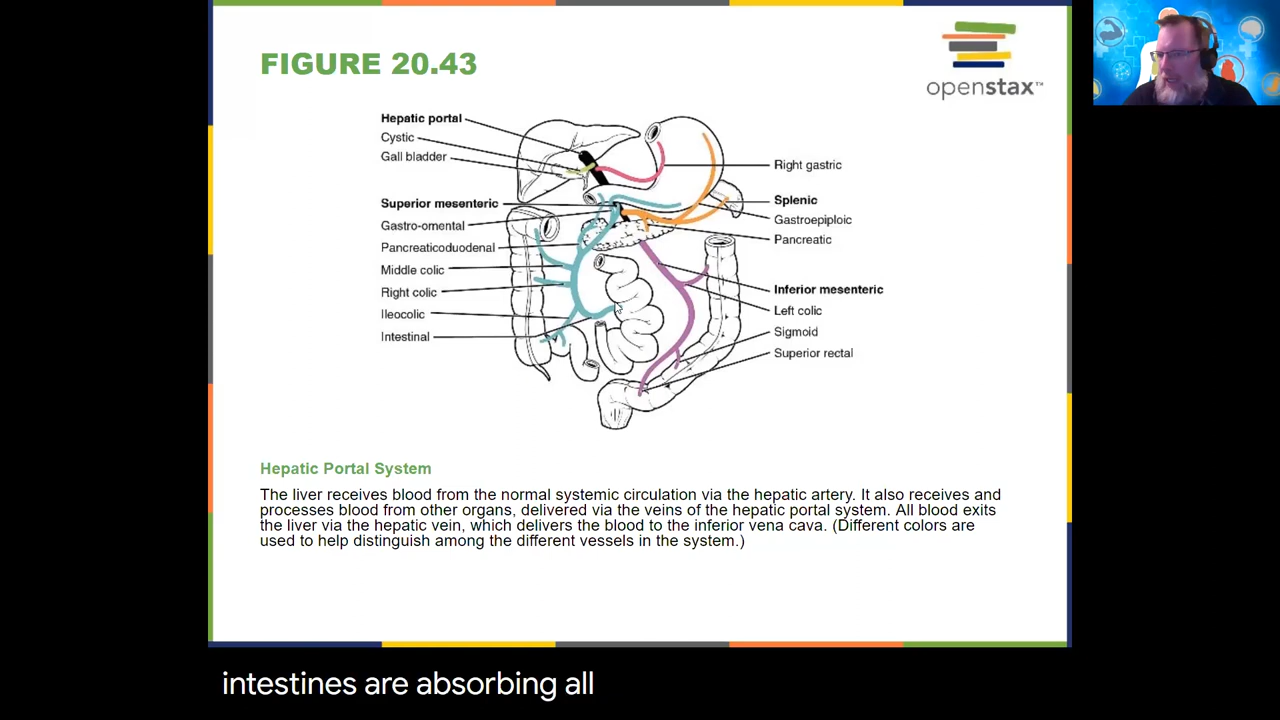 FIGURE 20.43
openstax™
Hepatic portal
Cystic
Gall bladder
Superior mesenteric
Gastro-omental
Pancreaticoduodenal
Middle colic
Right colic
Ileocolic
Intestinal
Right gastric
Splenic
Gastroepiploic
Pancreatic
Inferior mesenteric
Left colic
Sigmoid
Superior rectal
Hepatic Portal System
The liver receives blood from the normal systemic circulation via the hepatic artery. It also receives and
processes blood from other organs, delivered via the veins of the hepatic portal system. All blood exits
the liver via the hepatic vein, which delivers the blood to the inferior vena cava. (Different colors are
used to help distinguish among the different vessels in the system.)
intestines are absorbing all